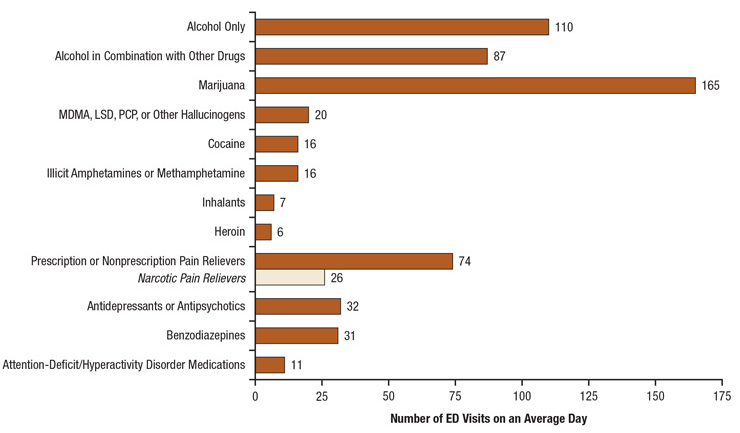 Alcohol Only 110
Alcohol in Combination with Other Drugs 87
Marijuana 165
MDMA, LSD, PCP, or Other Hallucinogens 20
Cocaine 16
Illicit Amphetamines or Methamphetamine 16
Inhalants 7
Heroin 6
Prescription or Nonprescription Pain Relievers 74
Narcotic Pain Relievers 26
Antidepressants or Antipsychotics 32
Benzodiazepines 31
Attention-Deficit/Hyperactivity Disorder Medications 11
0 25 50 75 100 125 150 175
Number of ED Visits on an Average Day